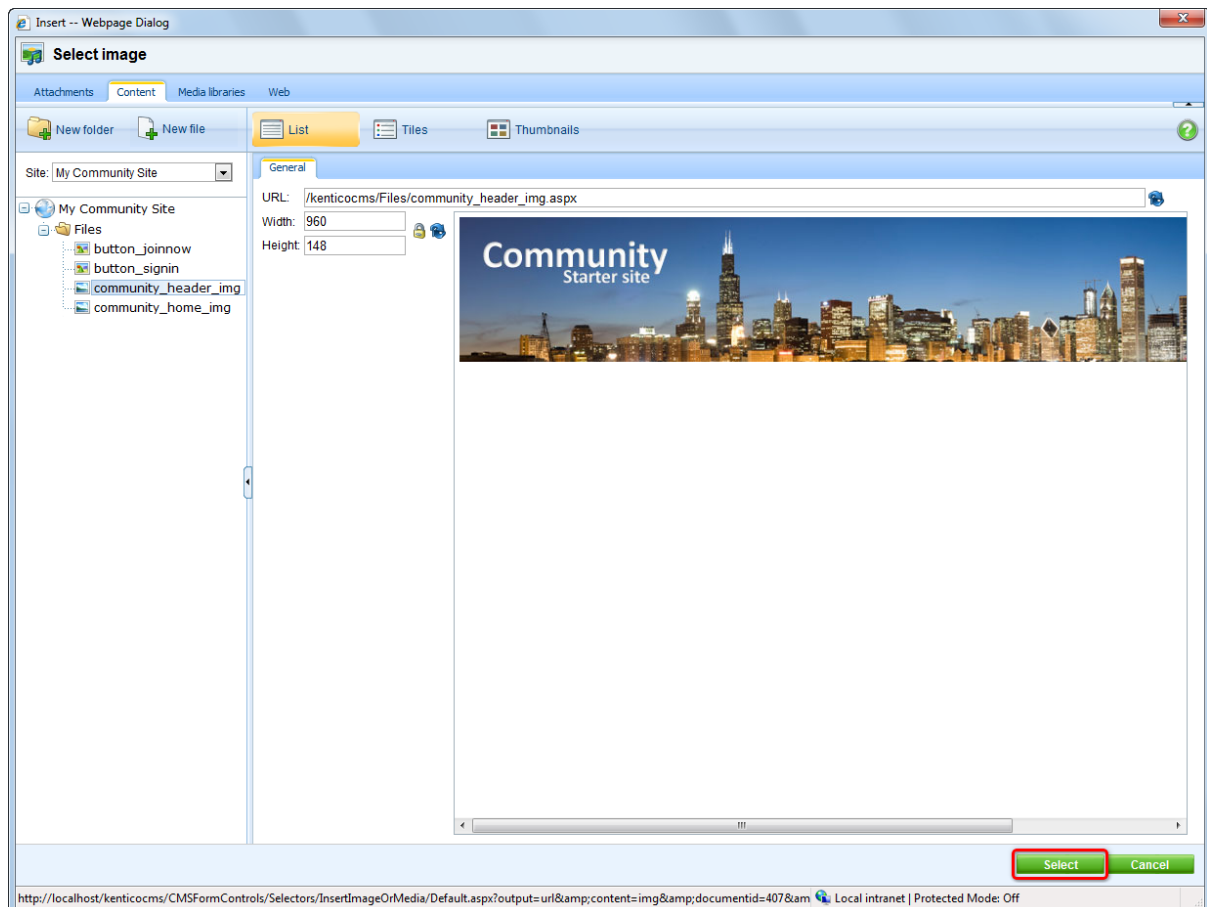 Insert -- Webpage Dialog
Select image
Attachments Content Media libraries Web
New folder New file List Tiles Thumbnails
Site: My Community Site
General
URL: /kenticocms/Files/community_header_img.aspx
My Community Site
Width: 960
Files
Height: 148
button_joinnow
button_signin
community_header_img
community_home_img
Community
Starter site
Select Cancel
http://localhost/kenticocms/CMSFormControls/Selectors/InsertImageOrMedia/Default.aspx?output=url&amp;content=img&amp;documentid=407&am Local intranet | Protected Mode: Off